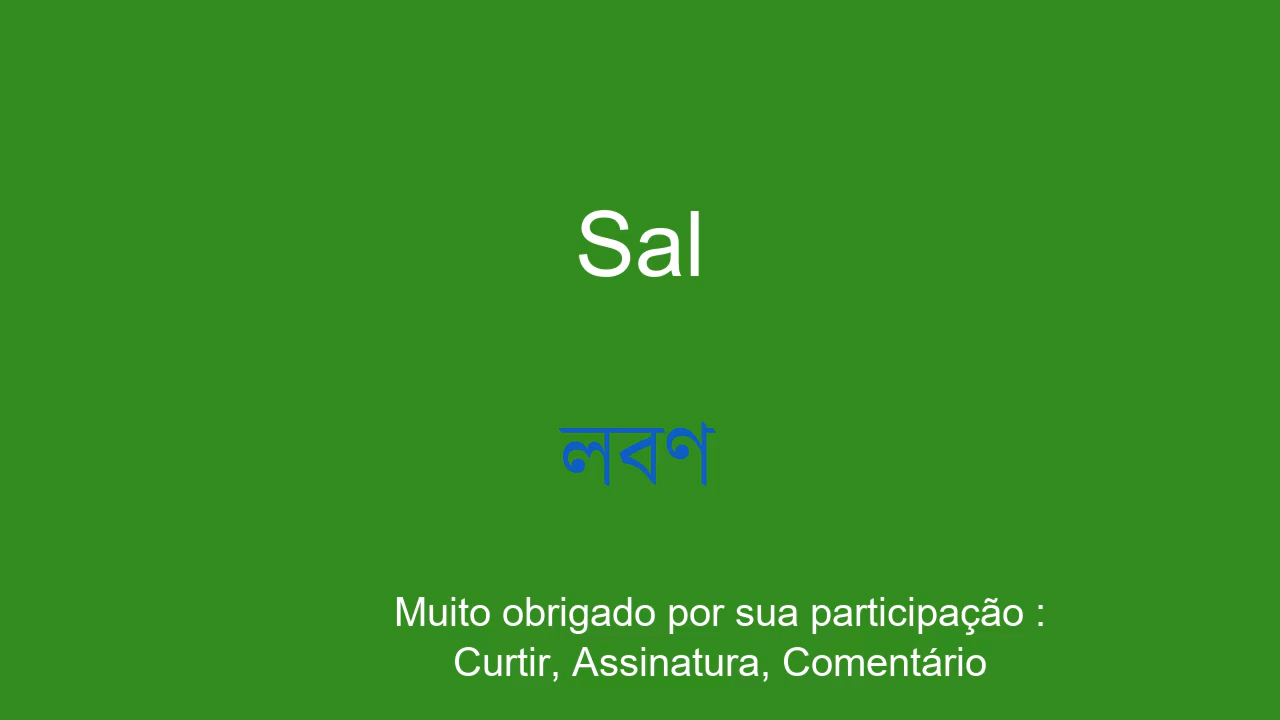 Sal
লবণ
Muito obrigado por sua participação :
Curtir, Assinatura, Comentário